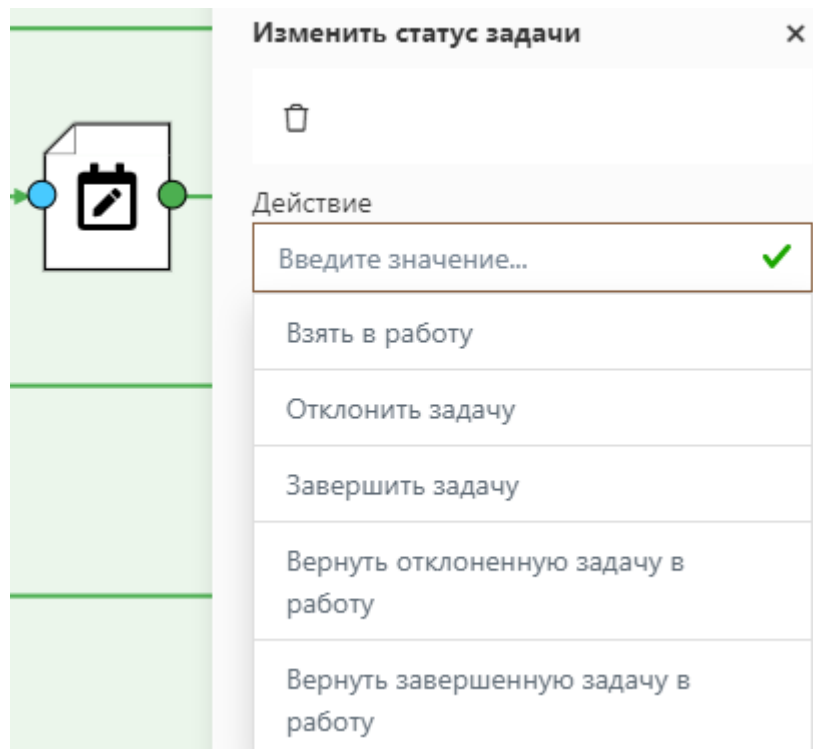 Изменить статус задачи
Действие
Введите значение...
Взять в работу
Отклонить задачу
Завершить задачу
Вернуть отклоненную задачу в
работу
Вернуть завершенную задачу в
работу